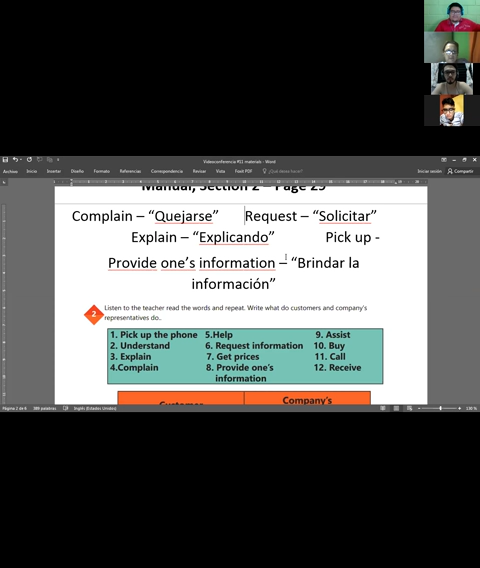 Videoconferencia #11 materials - Word
Archivo Inicio Insertar Diseño Formato Referencias Correspondencia Revisar Vista Foxit PDF ¿Qué desea hacer? Iniciar sesión Compartir
Manual, Section 2 – Page 29
Complain – “Quejarse” Request – “Solicitar”
Explain – “Explicando” Pick up -
Provide one’s information – “Brindar la
información”
2 Listen to the teacher read the words and repeat. Write what do customers and company’s
representatives do..
1. Pick up the phone 5.Help 9. Assist
2. Understand 6. Request information 10. Buy
3. Explain 7. Get prices 11. Call
4.Complain 8. Provide one’s 12. Receive
information
Customer Company’s
Página 2 de 6 389 palabras Inglés (Estados Unidos)